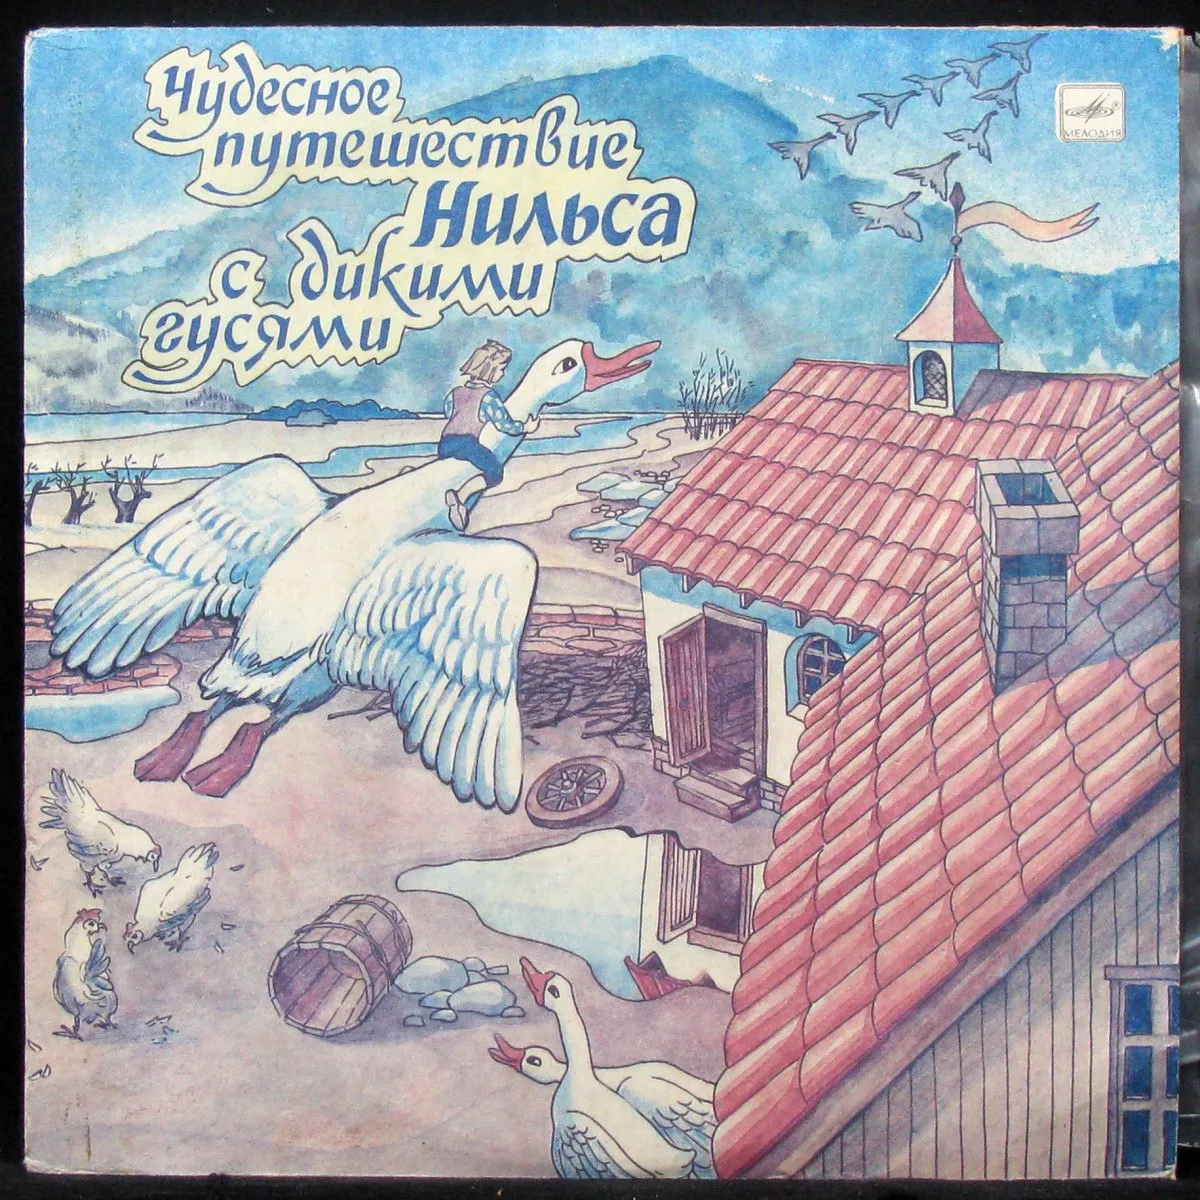 Чудесное
путешествие
Нильса
с дикими
гусями
МЕЛОДИЯ